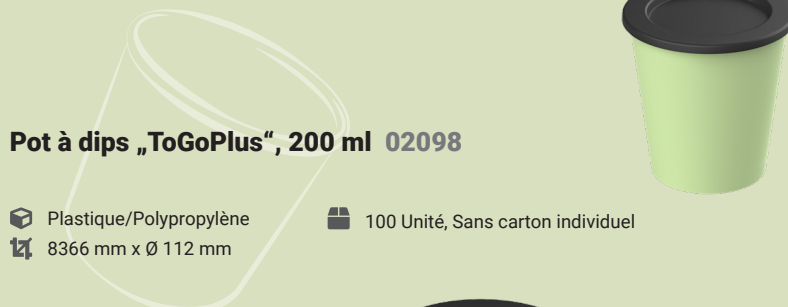 Pot à dips „ToGoPlus“, 200 ml 02098
Plastique/Polypropylène
100 Unité, Sans carton individuel
8366 mm x Ø 112 mm